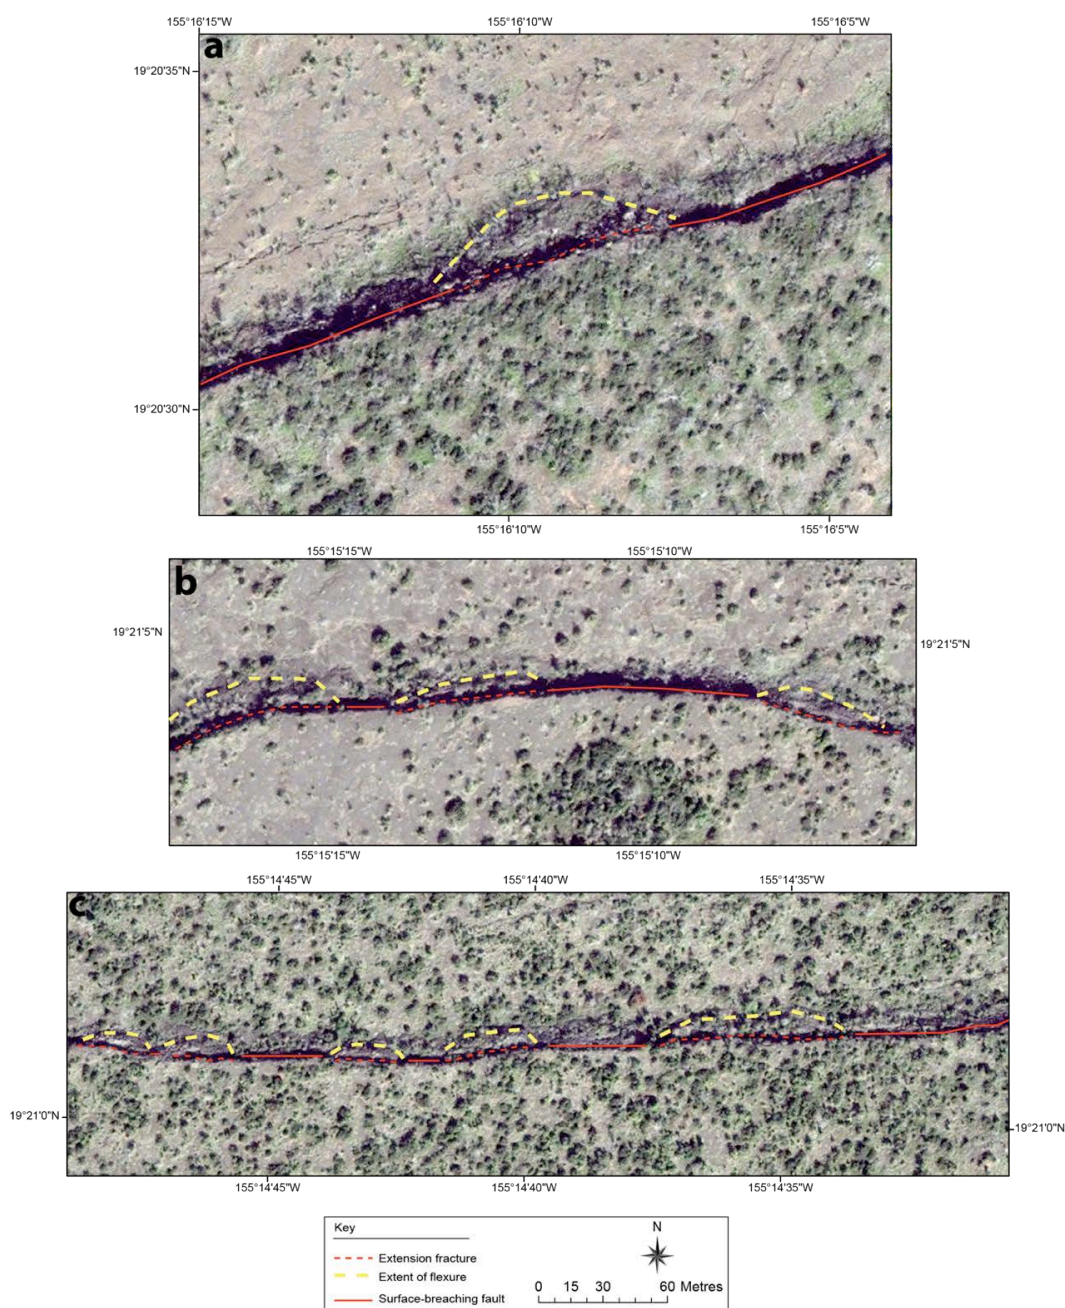 155°16'15"W 155°16'10"W 155°16'5"W
a
19°20'35"N
19°20'30"N
155°16'10"W 155°16'5"W
155°15'15"W 155°15'10"W
b
19°21'5"N
19°21'5"N
155°15'15"W 155°15'10"W
155°14'45"W 155°14'40"W 155°14'35"W
c
19°21'0"N
19°21'0"N
155°14'45"W 155°14'40"W 155°14'35"W
Key
N
Extension fracture
Extent of flexure
0 15 30 60 Metres
Surface-breaching fault